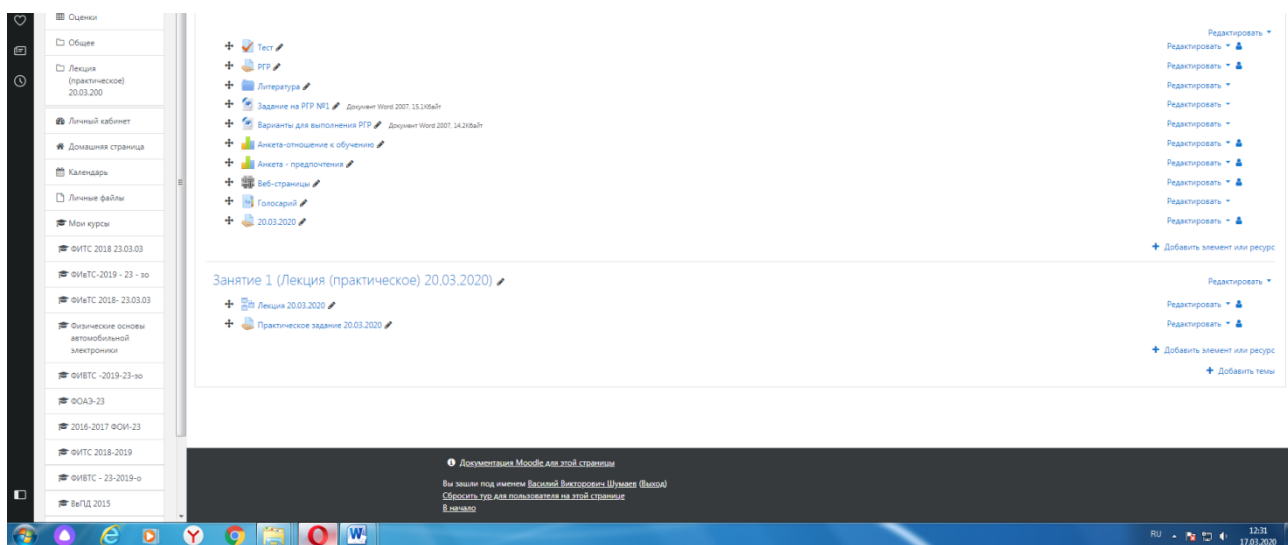 Оценки
Общее
Лекция
(практическое)
20.03.200
Личный кабинет
Домашняя страница
Календарь
Личные файлы
Мои курсы
ФИТС 2018 23.03.03
ФИвТС-2019 - 23 - зо
ФИвТС 2018- 23.03.03
Физические основы
автомобильной
электроники
ФИВТС -2019-23-зо
ФОАЭ-23
2016-2017 ФОИ-23
ФИТС 2018-2019
ФИВТС - 23-2019-о
ВвПД 2015
Редактировать
Тест Редактировать
РГР Редактировать
Литература Редактировать
Задание на РГР №1 Документ Word 2007, 15.1Кбайт Редактировать
Варианты для выполнения РГР Документ Word 2007, 14.2Кбайт Редактировать
Анкета-отношение к обучению Редактировать
Анкета - предпочтения Редактировать
Веб-страницы Редактировать
Голосарий Редактировать
20.03.2020 Редактировать
Добавить элемент или ресурс
Занятие 1 (Лекция (практическое) 20.03.2020) Редактировать
Лекция 20.03.2020 Редактировать
Практическое задание 20.03.2020 Редактировать
Добавить элемент или ресурс
Добавить темы
Документация Moodle для этой страницы
Вы зашли под именем Василий Викторович Шумаев (Выход)
Сбросить тур для пользователя на этой странице
В начало
RU 12:31
17.03.2020